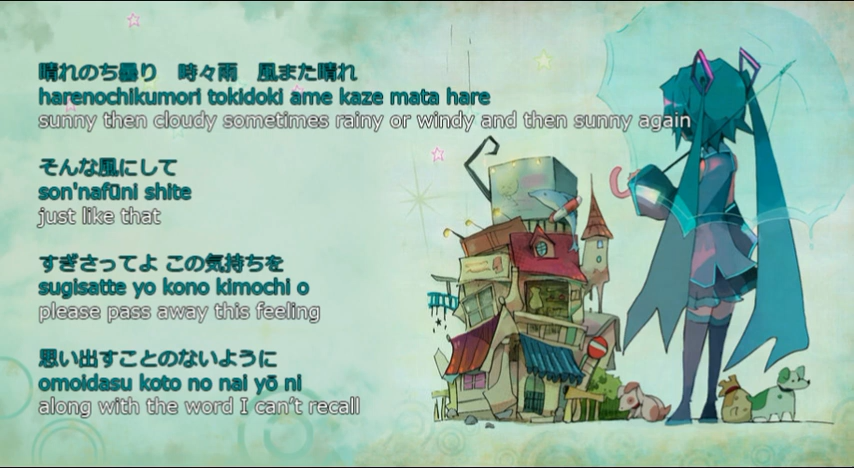 晴れのち曇り　時々雨　風また晴れ
harenochikumori tokidoki ame kaze mata hare
sunny then cloudy sometimes rainy or windy and then sunny again
そんな風にして
son'nafūni shite
just like that
すぎさってよ この気持ちを
sugisatte yo kono kimochi o
please pass away this feeling
思い出すことのないように
omoidasu koto no nai yō ni
along with the word I can't recall